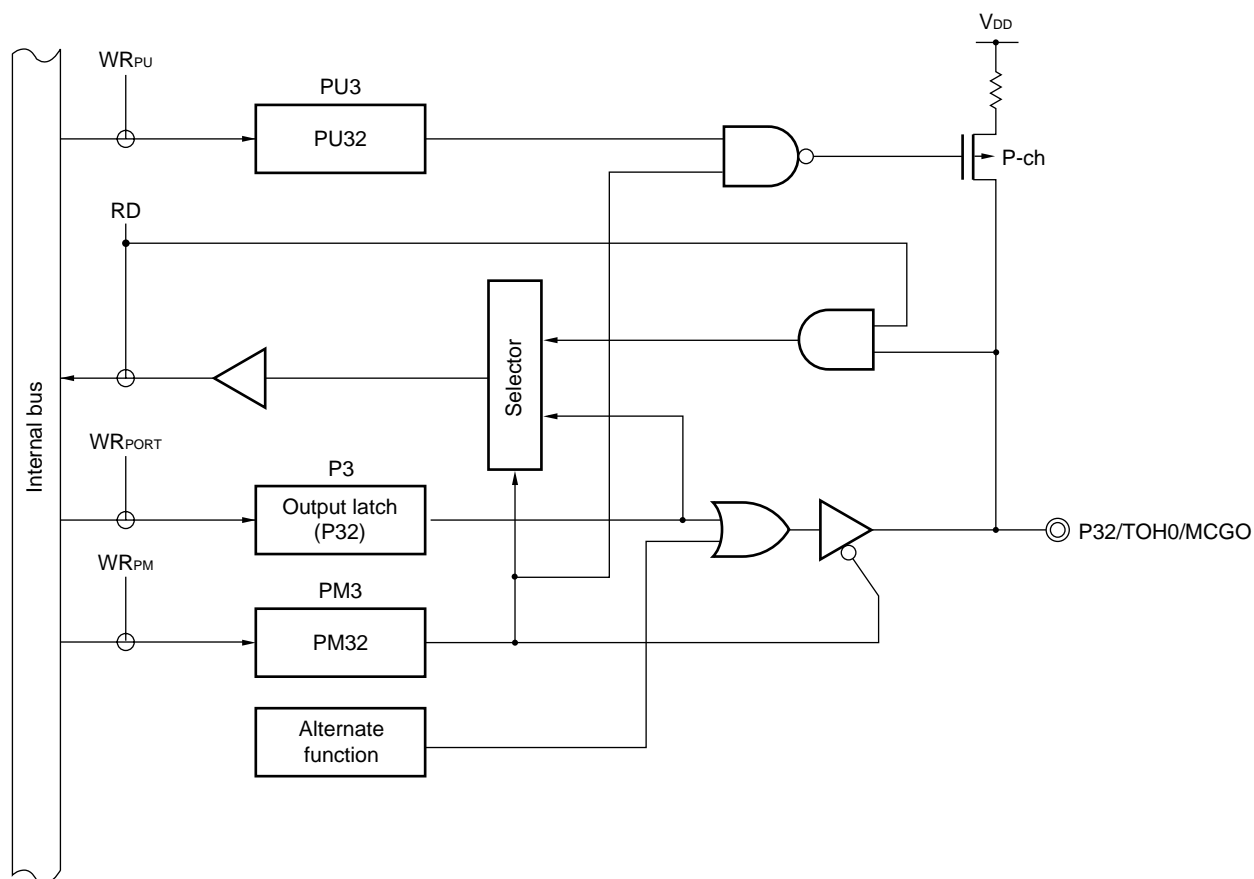 VDD
WRPU
PU3
PU32
P-ch
RD
Selector
Internal bus
WRPORT
P3
Output latch
(P32)
P32/TOH0/MCGO
WRPM
PM3
PM32
Alternate
function